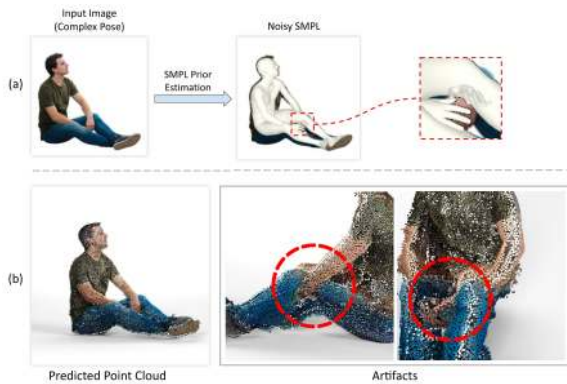 Input Image
(Complex Pose)
Noisy SMPL
(a)
SMPL Prior
Estimation
(b)
Predicted Point Cloud
Artifacts